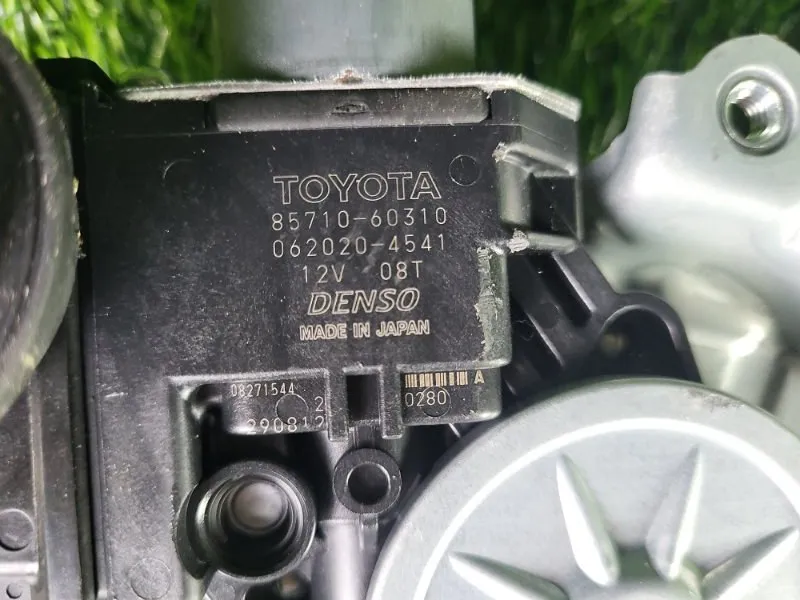 TOYOTA
85710-60310
062020-4541
12V 08T
DENSO
MADE IN JAPAN
A
08271544
2
0280
290812